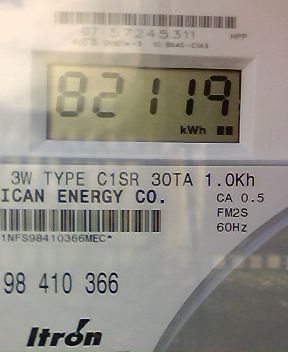 07 57245311
HPP
82119
kWh
3W TYPE C1SR 30TA 1.0Kh
ICAN ENERGY CO.
CA 0.5
FM2S
60Hz
1NFS98410366MEC*
98 410 366
Itron